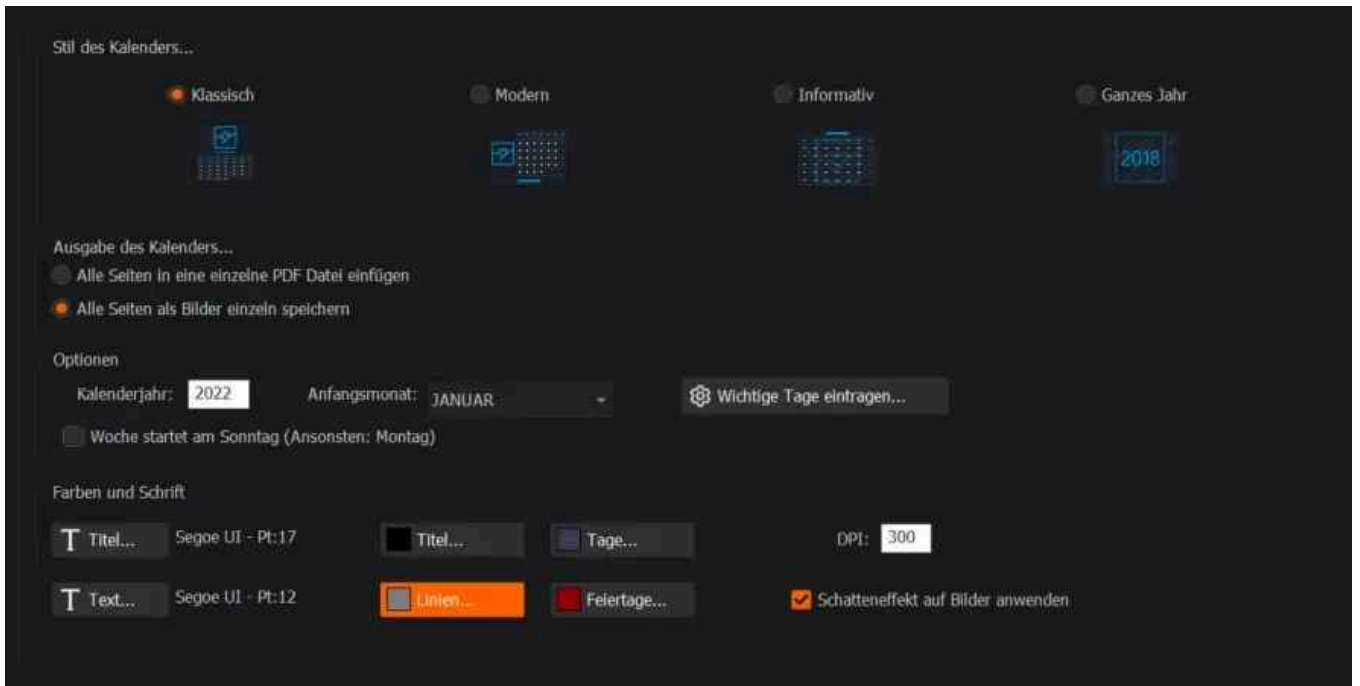 Stil des Kalenders...
Klassisch Modern Informativ Ganzes Jahr
2018
Ausgabe des Kalenders...
Alle Seiten in eine einzelne PDF Datei einfügen
Alle Seiten als Bilder einzeln speichern
Optionen
Kalenderjahr: 2022 Anfangsmonat: JANUAR Wichtige Tage eintragen...
Woche startet am Sonntag (Ansonsten: Montag)
Farben und Schrift
T Titel... Segoe UI - Pt:17 Titel... Tage... DPI: 300
T Text... Segoe UI - Pt:12 Linien... Feiertage... Schatteneffekt auf Bilder anwenden